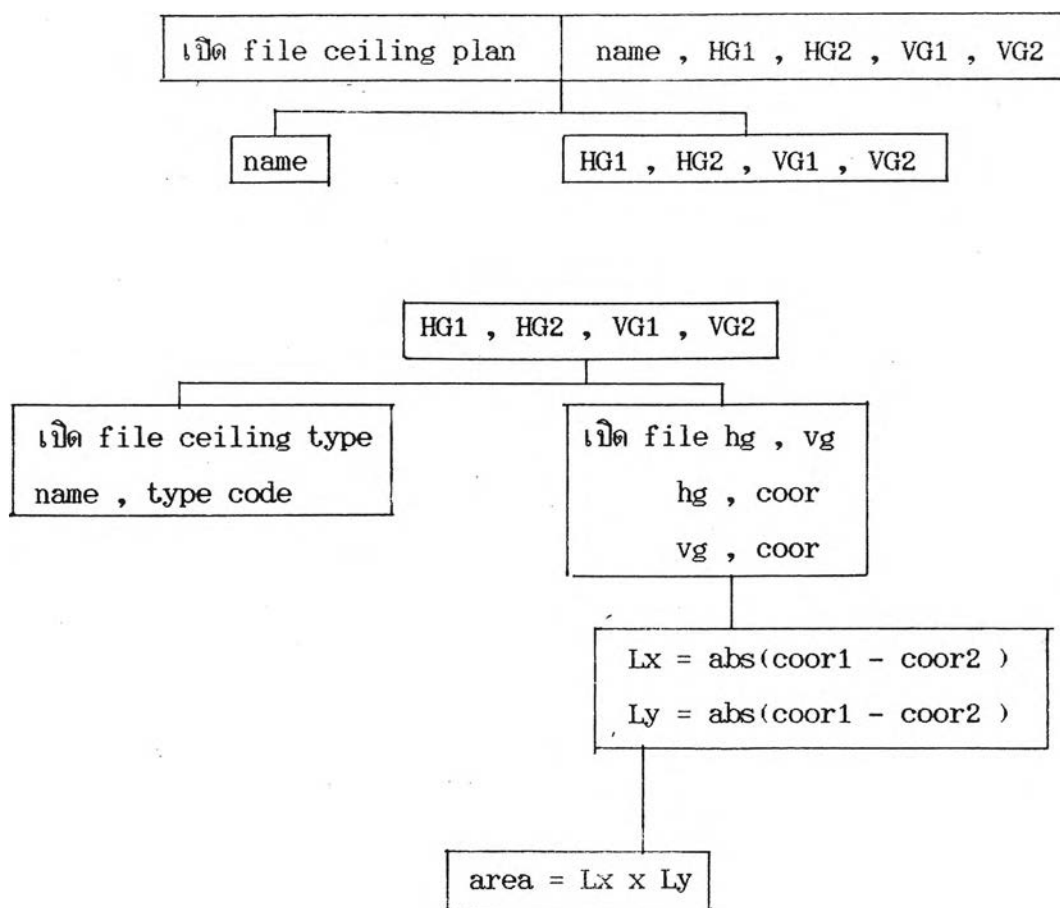 เปิด file ceiling plan
name , HG1 , HG2 , VG1 , VG2
name
HG1 , HG2 , VG1 , VG2
HG1 , HG2 , VG1 , VG2
เปิด file ceiling type
name , type code
เปิด file hg , vg
hg , coor
vg , coor
Lx = abs(coor1 - coor2 )
Ly = abs(coor1 - coor2 )
area = Lx x Ly